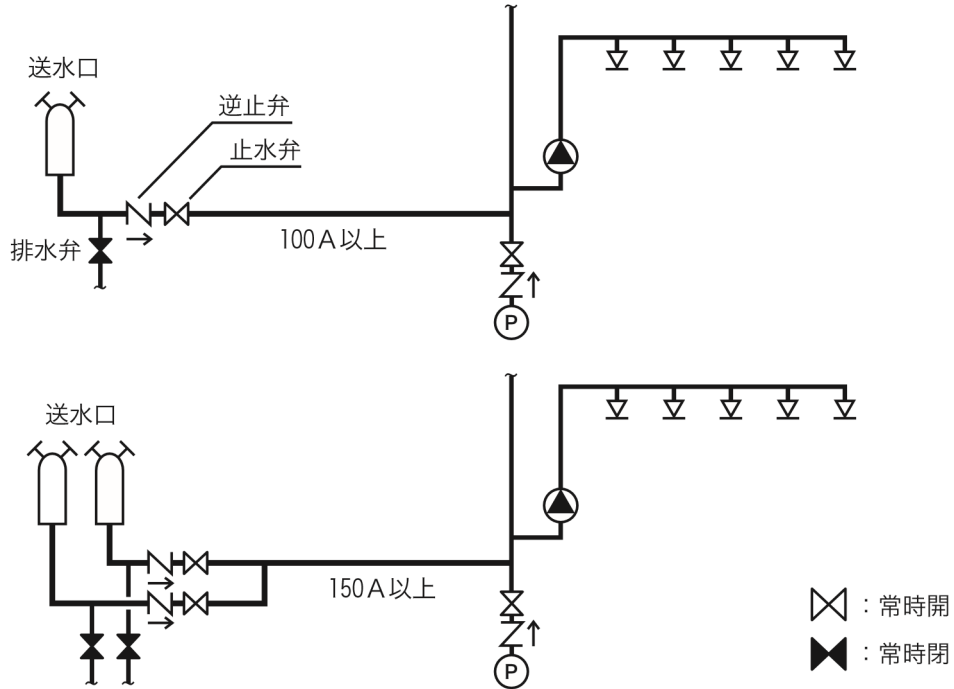 送水口
逆止弁
止水弁
排水弁
100A以上
P
送水口
150A以上
P
：常時開
：常時閉